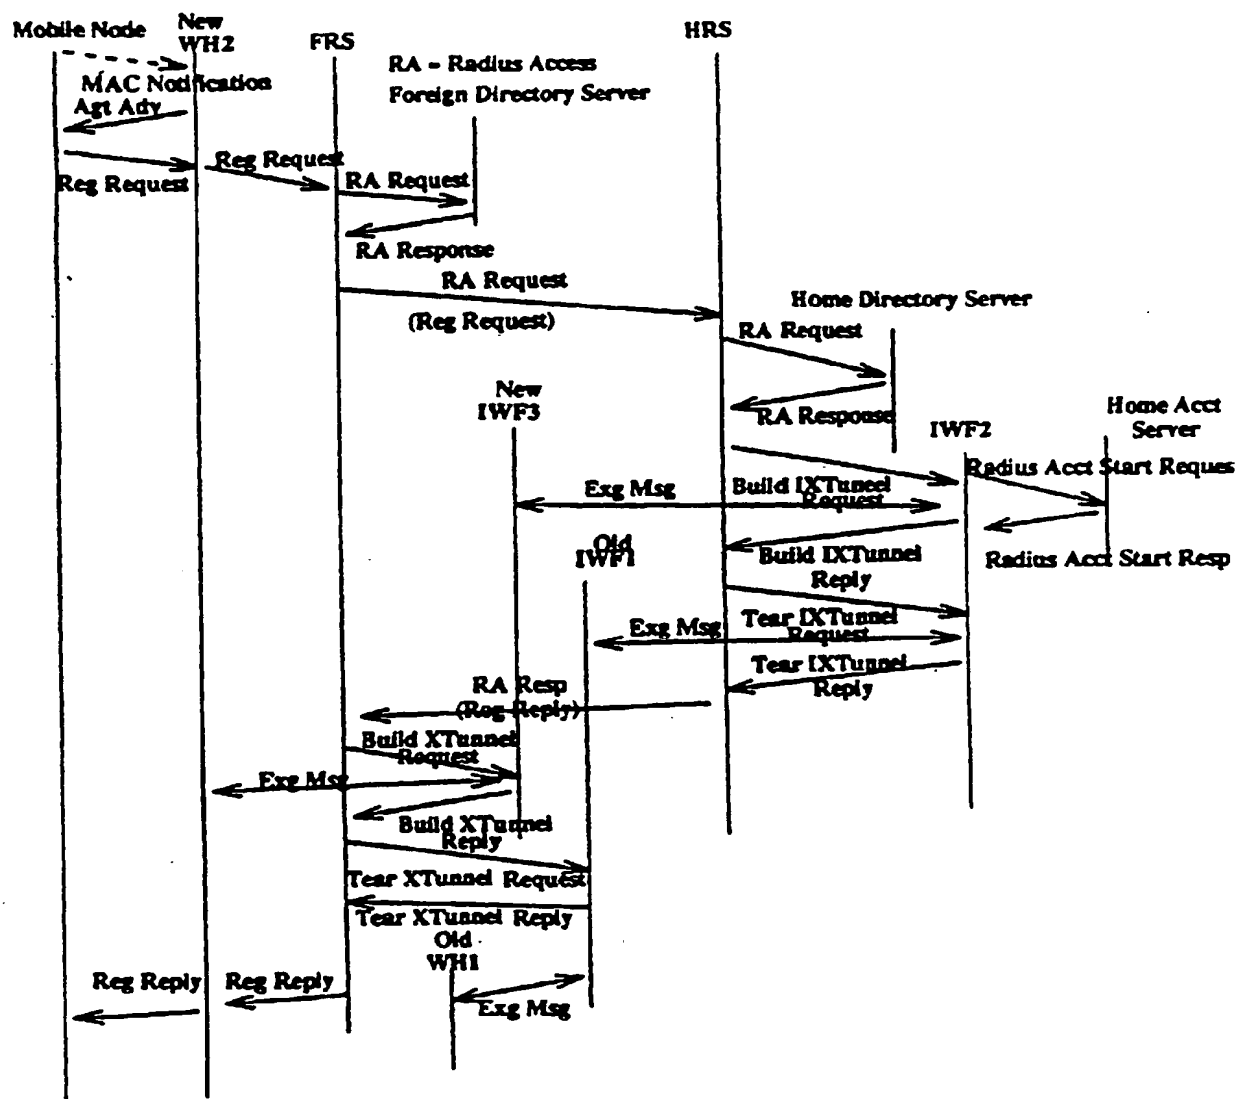 Mobile Node
New
WH2
FRS
HRS
RA - Radius Access
Foreign Directory Server
MAC Notification
Agt Adv
Reg Request
Reg Request
RA Request
RA Response
RA Request
(Reg Request)
Home Directory Server
RA Request
RA Response
New
IWF3
IWF2
Home Acct
Server
Radius Acct Start Reques
Exg Msg
Build IXTunnel
Request
Old
IWF1
Build IXTunnel
Reply
Radius Acct Start Resp
Exg Msg
Tear IXTunnel
Request
Tear IXTunnel
Reply
RA Resp
(Reg Reply)
Build XTunnel
Request
Exg Msg
Build XTunnel
Reply
Tear XTunnel Request
Tear XTunnel Reply
Old
WH1
Reg Reply
Reg Reply
Exg Msg